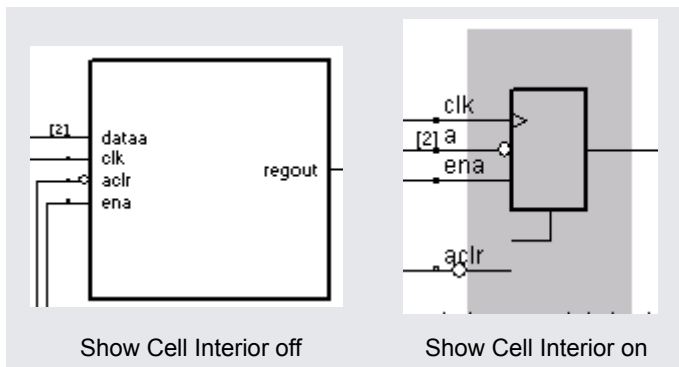 [2]
dataa
clk
aclr
ena
regout
clk
[2] a
ena
aclr
Show Cell Interior off
Show Cell Interior on